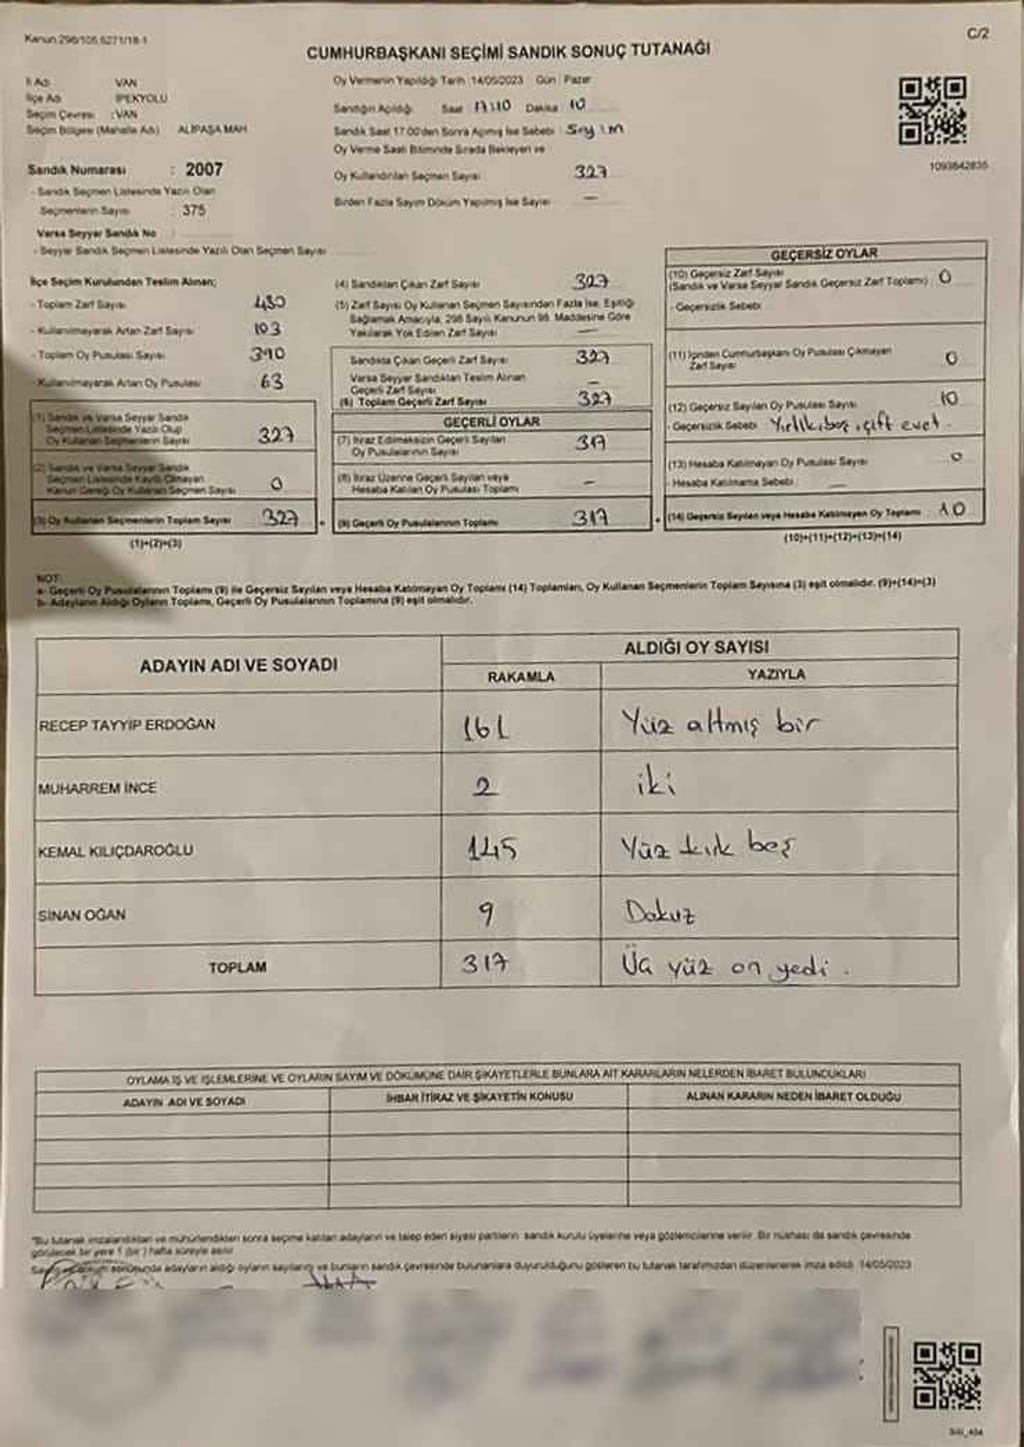 Kanun 298/105 6271/18-1
C/2
CUMHURBAŞKANI SEÇİMİ SANDIK SONUÇ TUTANAĞI
İl Adı VAN
İlçe Adı İPEKYOLU
Seçim Çevresi : VAN
Seçim Bölgesi (Mahalle Adı) ALİPAŞA MAH
Oy Vermenin Yapıldığı Tarih 14/05/2023 Gün Pazar
Sandığın Açıldığı Saat 17:10 Dakika 10
Sandık Saat 17.00'den Sonra Açılmış İse Sebebi Sayım
Oy Verme Saati Bitiminde Sırada Bekleyen ve
Oy Kullandırılan Seçmen Sayısı 327
Birden Fazla Sayım Döküm Yapılmış İse Sayısı —
1093642835
Sandık Numarası : 2007
- Sandık Seçmen Listesinde Yazılı Olan
Seçmenlerin Sayısı : 375
Varsa Seyyar Sandık No
- Seyyar Sandık Seçmen Listesinde Yazılı Olan Seçmen Sayısı
İlçe Seçim Kurulundan Teslim Alınan;
- Toplam Zarf Sayısı 430
- Kullanılmayarak Artan Zarf Sayısı 103
- Toplam Oy Pusulası Sayısı 390
- Kullanılmayarak Artan Oy Pusulası 63
(1) Sandık ve Varsa Seyyar Sandık
Seçmen Listesinde Yazılı Olup
Oy Kullanan Seçmenlerin Sayısı 327
(2) Sandık ve Varsa Seyyar Sandık
Seçmen Listesinde Kayıtlı Olmayan
Kanun Gereği Oy Kullanan Seçmen Sayısı 0
(3) Oy Kullanan Seçmenlerin Toplam Sayısı 327
(1)+(2)=(3)
(4) Sandıktan Çıkan Zarf Sayısı 327
(5) Zarf Sayısı Oy Kullanan Seçmen Sayısından Fazla İse, Eşitliği
Sağlamak Amacıyla, 298 Sayılı Kanunun 98. Maddesine Göre
Yakılarak Yok Edilen Zarf Sayısı —
Sandıkta Çıkan Geçerli Zarf Sayısı 327
Varsa Seyyar Sandıktan Teslim Alınan
Geçerli Zarf Sayısı –
(6) Toplam Geçerli Zarf Sayısı 327
GEÇERLİ OYLAR
(7) İtiraz Edilmeksizin Geçerli Sayılan
Oy Pusulalarının Sayısı 317
(8) İtiraz Üzerine Geçerli Sayılan veya
Hesaba Katılan Oy Pusulası Toplamı –
(9) Geçerli Oy Pusulalarının Toplamı 317
GEÇERSİZ OYLAR
(10) Geçersiz Zarf Sayısı
(Sandık ve Varsa Seyyar Sandık Geçersiz Zarf Toplamı) 0
- Geçersizlik Sebebi
(11) İçinden Cumhurbaşkanı Oy Pusulası Çıkmayan
Zarf Sayısı 0
(12) Geçersiz Sayılan Oy Pusulası Sayısı 10
- Geçersizlik Sebebi çift evet.
(13) Hesaba Katılmayan Oy Pusulası Sayısı 0
- Hesaba Katılmama Sebebi —
(14) Geçersiz Sayılan veya Hesaba Katılmayan Oy Toplamı 10
(10)+(11)+(12)+(13)=(14)
NOT:
a- Geçerli Oy Pusulalarının Toplamı (9) ile Geçersiz Sayılan veya Hesaba Katılmayan Oy Toplamı (14) Toplamları, Oy Kullanan Seçmenlerin Toplam Sayısına (3) eşit olmalıdır. (9)+(14)=(3)
b- Adayların Aldığı Oyların Toplamı, Geçerli Oy Pusulalarının Toplamına (9) eşit olmalıdır.
ADAYIN ADI VE SOYADI
ALDIĞI OY SAYISI
RAKAMLA YAZIYLA
RECEP TAYYİP ERDOĞAN 161 Yüz altmış bir
MUHARREM İNCE 2 iki
KEMAL KILIÇDAROĞLU 145 Yüz kırk beş
SİNAN OĞAN 9 Dokuz
TOPLAM 317 Üç yüz on yedi.
OYLAMA İŞ VE İŞLEMLERİNE VE OYLARIN SAYIM VE DÖKÜMÜNE DAİR ŞİKAYETLERLE BUNLARA AİT KARARLARIN NELERDEN İBARET BULUNDUKLARI
ADAYIN ADI VE SOYADI İHBAR İTİRAZ VE ŞİKAYETİN KONUSU ALINAN KARARIN NEDEN İBARET OLDUĞU
*Bu tutanak imzalandıktan ve mühürlendikten sonra seçime katılan adayların ve talep eden siyasi partilerin sandık kurulu üyelerine veya gözlemcilerine verilir. Bir nüshası da sandık çevresinde
görülecek bir yere 1 (bir) hafta süreyle asılır.
Sayım ve döküm sonucunda adayların aldığı oyların sayılarını ve bunların sandık çevresinde bulunanlara duyurulduğunu gösteren bu tutanak tarafımızdan düzenlenerek imza edildi. 14/05/2023